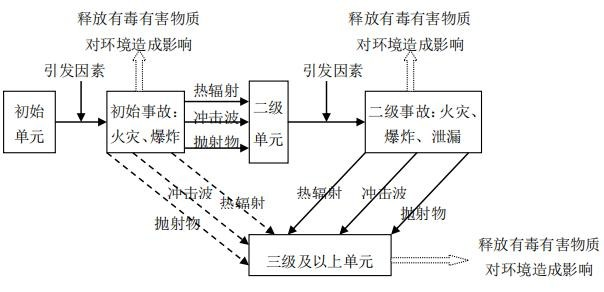 释放有毒有害物质
对环境造成影响
释放有毒有害物质
对环境造成影响
引发因素
引发因素
初始
单元
初始事故：
火灾、爆炸
热辐射
冲击波
抛射物
二级
单元
二级事故：火灾、
爆炸、泄漏
冲击波
抛射物
热辐射
热辐射
冲击波
抛射物
三级及以上单元
释放有毒有害物质
对环境造成影响